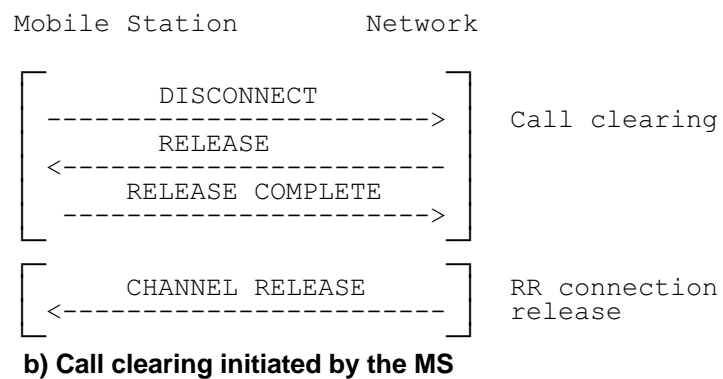 Mobile Station Network
DISCONNECT
Call clearing
RELEASE
RELEASE COMPLETE
CHANNEL RELEASE
RR connection
release
b) Call clearing initiated by the MS